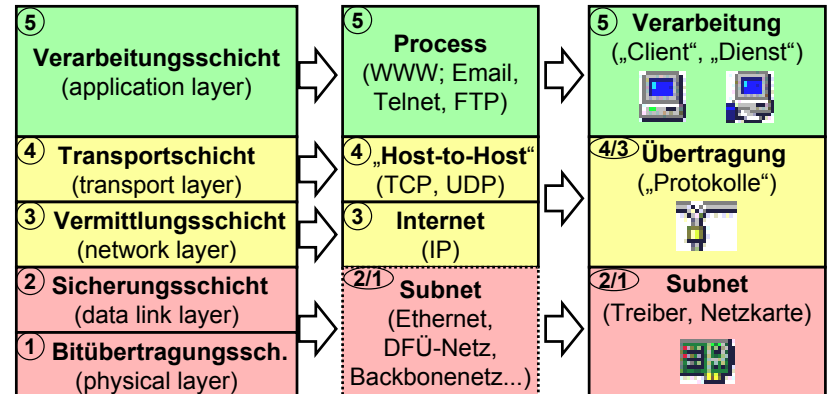 5
Verarbeitungsschicht
(application layer)
4 Transportschicht
(transport layer)
3 Vermittlungsschicht
(network layer)
2 Sicherungsschicht
(data link layer)
1 Bitübertragungssch.
(physical layer)
5
Process
(WWW; Email,
Telnet, FTP)
4 „Host-to-Host“
(TCP, UDP)
3 Internet
(IP)
2/1
Subnet
(Ethernet,
DFÜ-Netz,
Backbonenetz...)
5 Verarbeitung
(„Client“, „Dienst“)
4/3 Übertragung
(„Protokolle“)
2/1 Subnet
(Treiber, Netzkarte)